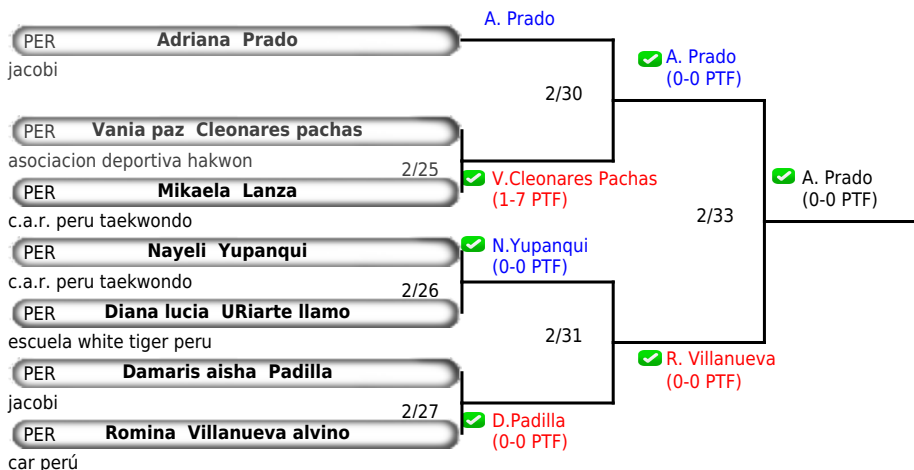 A. Prado
PER Adriana Prado
jacobi
A. Prado
(0-0 PTF)
2/30
PER Vania paz Cleonares pachas
asociacion deportiva hakwon
2/25
V.Cleonares Pachas
(1-7 PTF)
PER Mikaela Lanza
c.a.r. peru taekwondo
A. Prado
(0-0 PTF)
2/33
PER Nayeli Yupanqui
c.a.r. peru taekwondo
N.Yupanqui
(0-0 PTF)
2/26
PER Diana lucia URiarte llamo
escuela white tiger peru
2/31
R. Villanueva
(0-0 PTF)
PER Damaris aisha Padilla
jacobi
2/27
D.Padilla
(0-0 PTF)
PER Romina Villanueva alvino
car perú